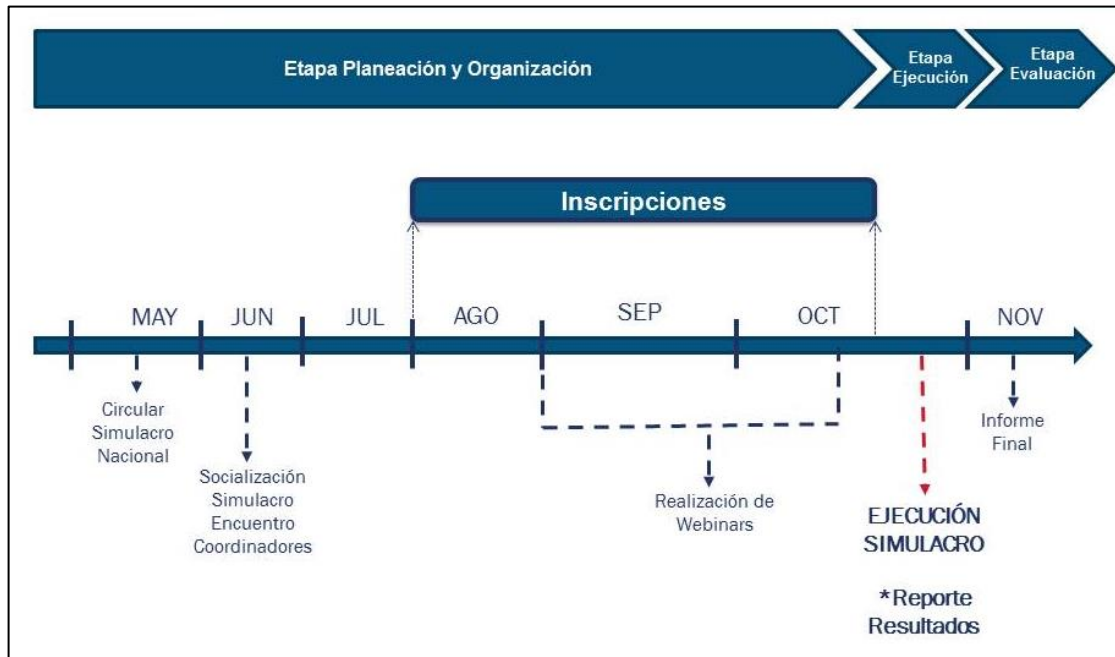 Etapa Planeación y Organización
Etapa
Ejecución
Etapa
Evaluación
Inscripciones
MAY
JUN
JUL
AGO
SEP
OCT
NOV
Circular
Simulacro
Nacional
Socialización
Simulacro
Encuentro
Coordinadores
Realización de
Webinars
EJECUCIÓN
SIMULACRO
*Reporte
Resultados
Informe
Final